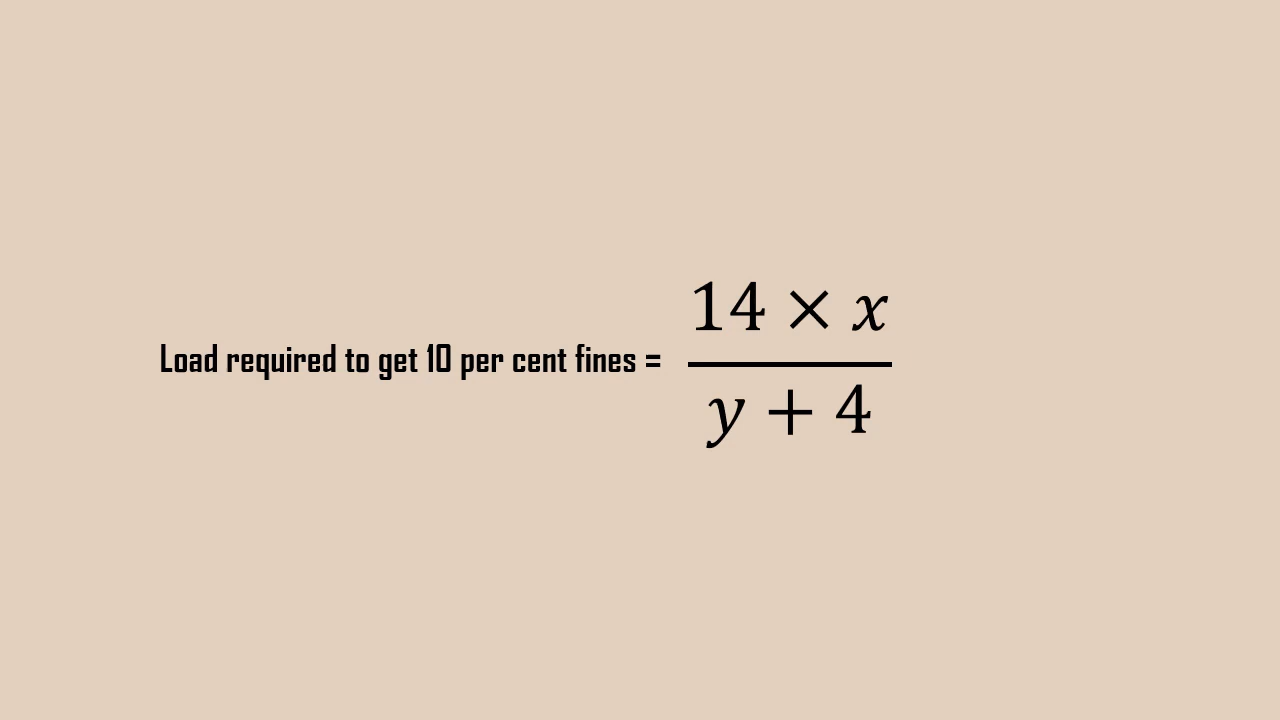 Load required to get 10 per cent fines =
14 × x
y + 4